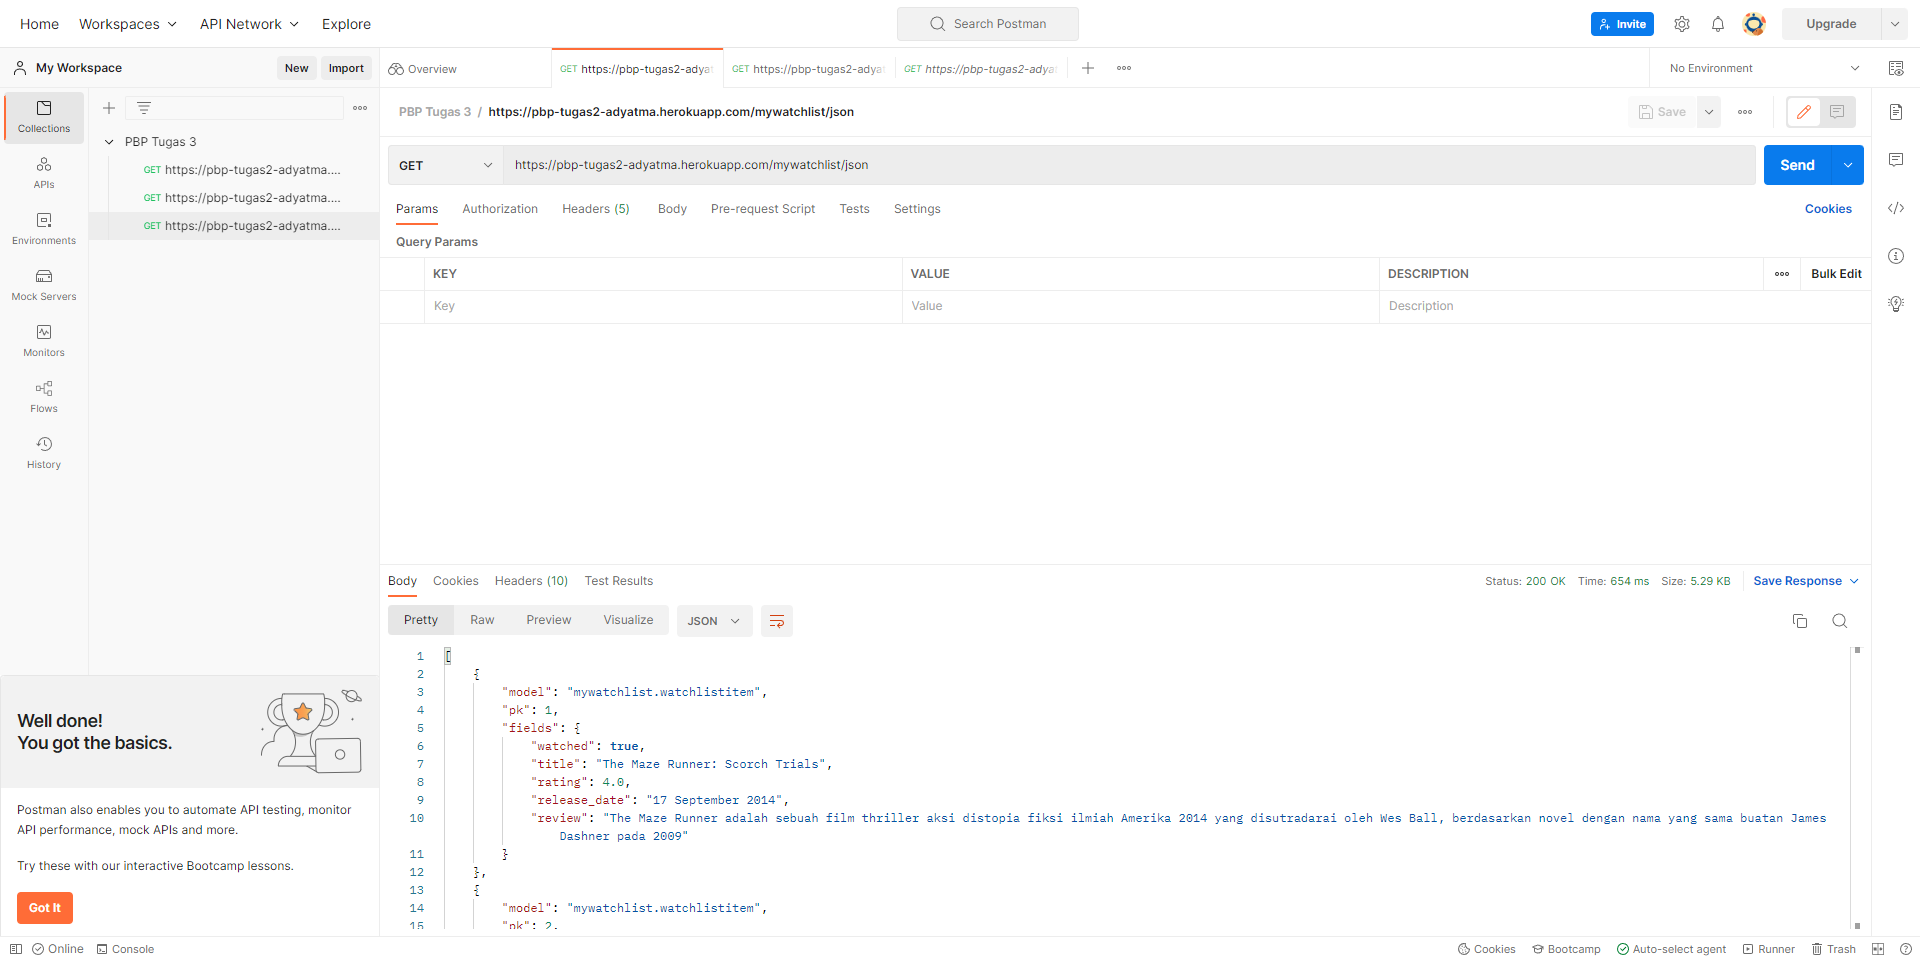 Home Workspaces API Network Explore Search Postman Invite Upgrade
My Workspace New Import Overview GET https://pbp-tugas2-adyat GET https://pbp-tugas2-adyat GET https://pbp-tugas2-adyat No Environment
Collections
APIs
Environments
Mock Servers
Monitors
Flows
History
PBP Tugas 3
GET https://pbp-tugas2-adyatma....
GET https://pbp-tugas2-adyatma....
GET https://pbp-tugas2-adyatma....
PBP Tugas 3 / https://pbp-tugas2-adyatma.herokuapp.com/mywatchlist/json Save
GET https://pbp-tugas2-adyatma.herokuapp.com/mywatchlist/json Send
Params Authorization Headers (5) Body Pre-request Script Tests Settings Cookies
Query Params
KEY VALUE DESCRIPTION Bulk Edit
Key Value Description
Body Cookies Headers (10) Test Results Status: 200 OK Time: 654 ms Size: 5.29 KB Save Response
Pretty Raw Preview Visualize JSON
1 [
2 {
3 "model": "mywatchlist.watchlistitem",
4 "pk": 1,
5 "fields": {
6 "watched": true,
7 "title": "The Maze Runner: Scorch Trials",
8 "rating": 4.0,
9 "release_date": "17 September 2014",
10 "review": "The Maze Runner adalah sebuah film thriller aksi distopia fiksi ilmiah Amerika 2014 yang disutradarai oleh Wes Ball, berdasarkan novel dengan nama yang sama buatan James
Dashner pada 2009"
11 }
12 },
13 {
14 "model": "mywatchlist.watchlistitem",
15 "pk": 2,
Well done!
You got the basics.
Postman also enables you to automate API testing, monitor
API performance, mock APIs and more.
Try these with our interactive Bootcamp lessons.
Got It
Online Console Cookies Bootcamp Auto-select agent Runner Trash